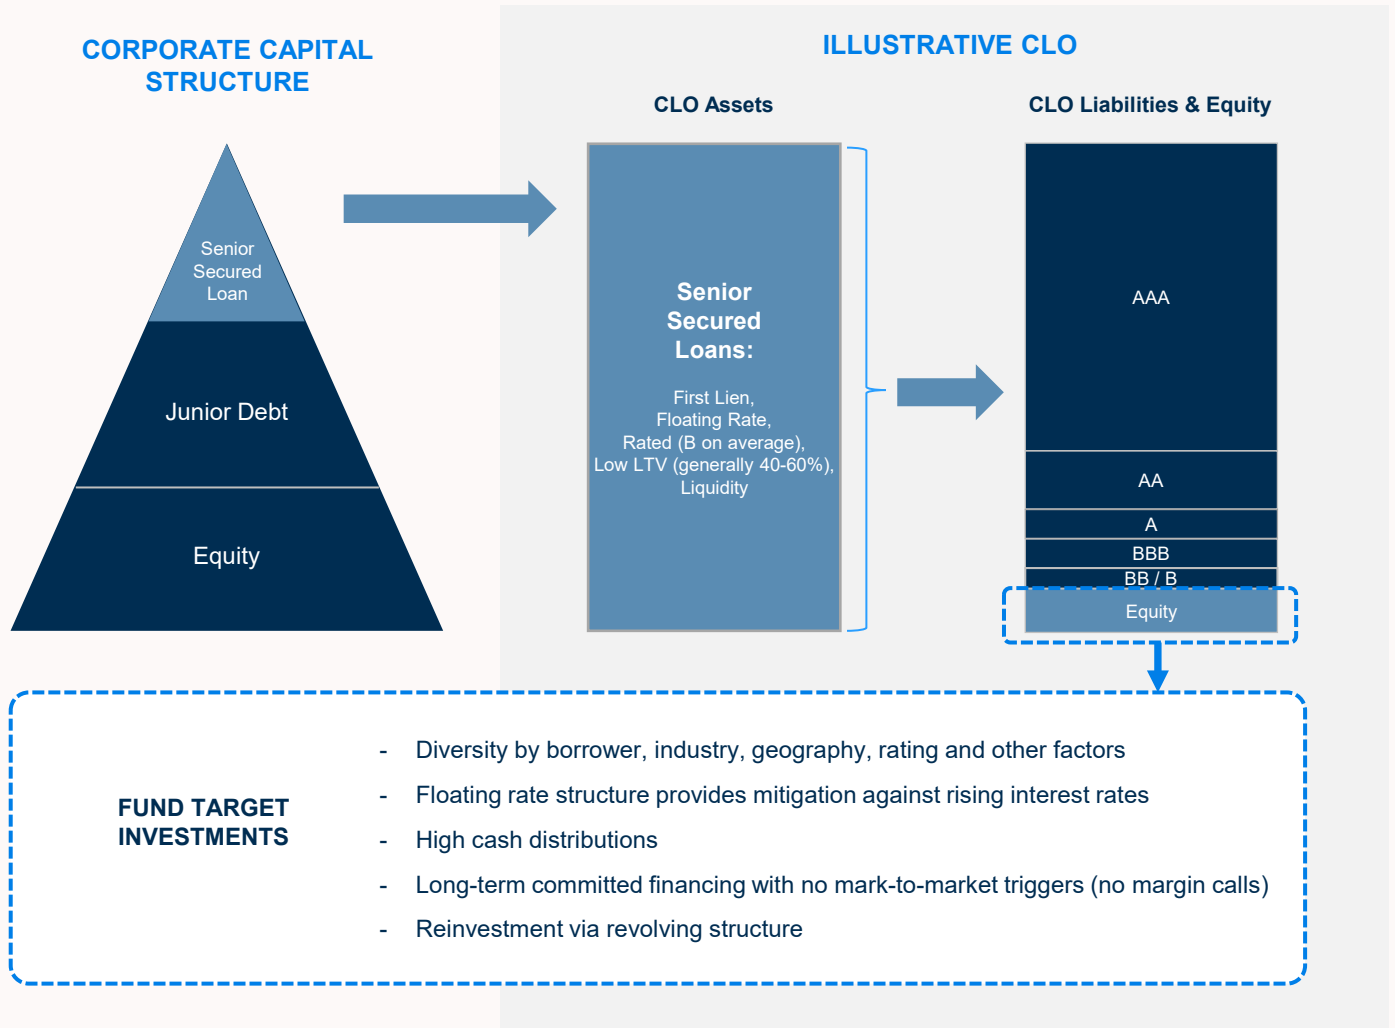 CORPORATE CAPITAL
STRUCTURE
Senior
Secured
Loan
Junior Debt
Equity
ILLUSTRATIVE CLO
CLO Assets
Senior
Secured
Loans:
First Lien,
Floating Rate,
Rated (B on average),
Low LTV (generally 40-60%),
Liquidity
CLO Liabilities & Equity
AAA
AA
A
BBB
BB / B
Equity
FUND TARGET
INVESTMENTS
- Diversity by borrower, industry, geography, rating and other factors
- Floating rate structure provides mitigation against rising interest rates
- High cash distributions
- Long-term committed financing with no mark-to-market triggers (no margin calls)
- Reinvestment via revolving structure